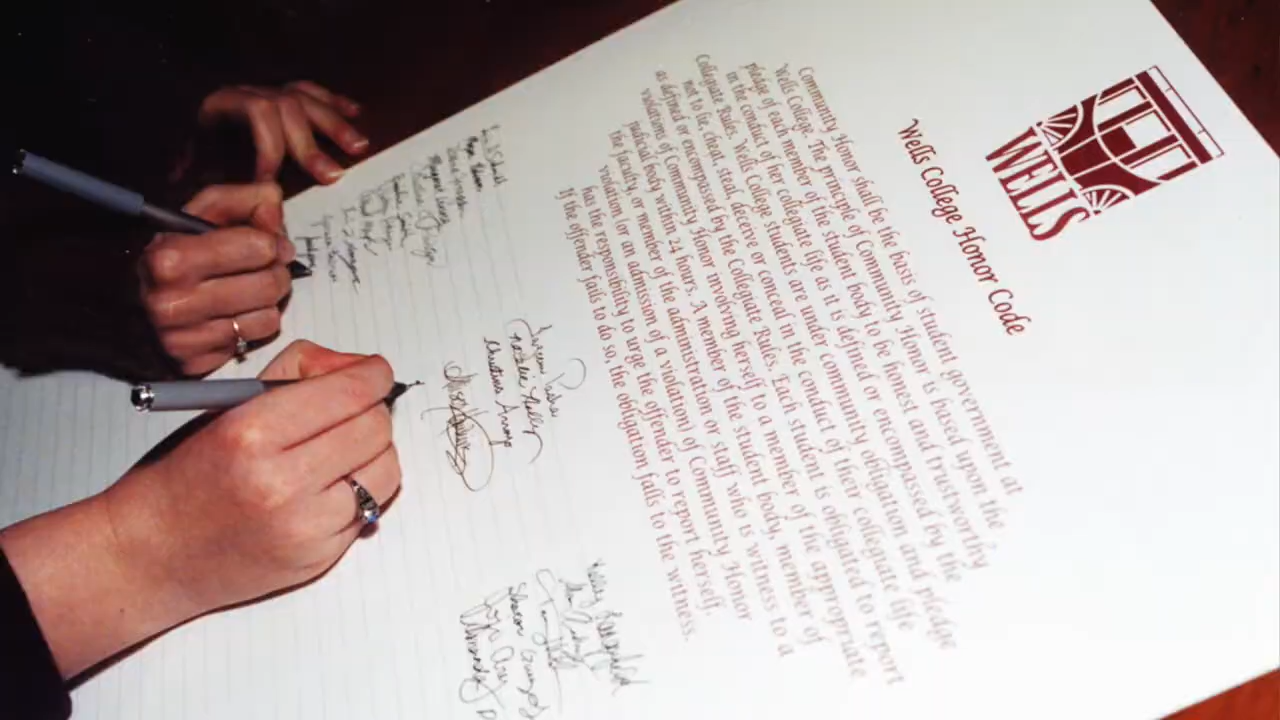 WELLS
Wells College Honor Code
Community Honor shall be the basis of student government at
Wells College. The principle of Community Honor is based upon the
pledge of each member of the student body to be honest and trustworthy
in the conduct of her collegiate life as it is defined or encompassed by the
Collegiate Rules. Wells College students are under community obligation and pledge
not to lie, cheat, steal, deceive or conceal in the conduct of their collegiate life
as defined or encompassed by the Collegiate Rules. Each student is obligated to report
violations of Community Honor involving herself to a member of the appropriate
judicial body within 24 hours. A member of the student body, member of
the faculty or member of the administration or staff who is witness to a
violation (or an admission of a violation) of Community Honor
has the responsibility to urge the offender to report herself.
If the offender fails to do so, the obligation falls to the witness.